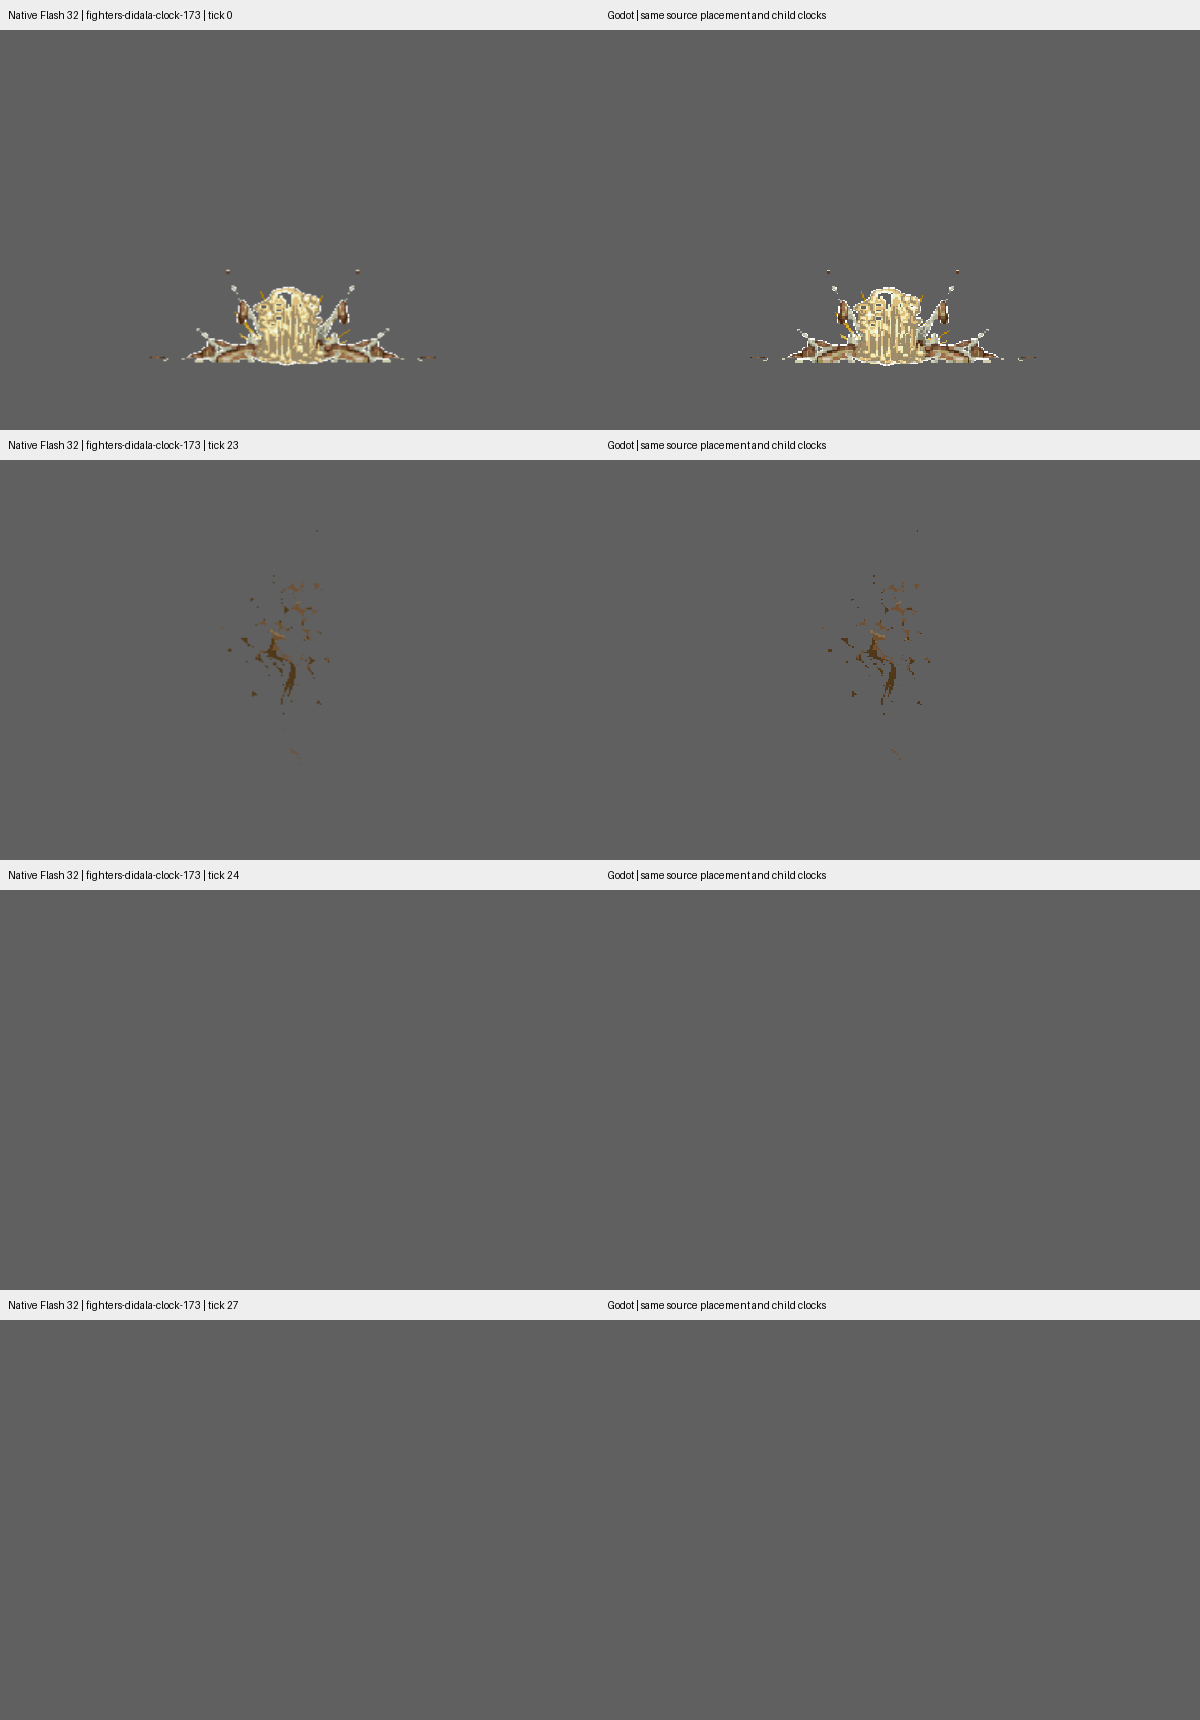 Native Flash 32 | fighters-didala-clock-173 | tick 0
Godot | same source placement and child clocks
Native Flash 32 | fighters-didala-clock-173 | tick 23
Godot | same source placement and child clocks
Native Flash 32 | fighters-didala-clock-173 | tick 24
Godot | same source placement and child clocks
Native Flash 32 | fighters-didala-clock-173 | tick 27
Godot | same source placement and child clocks